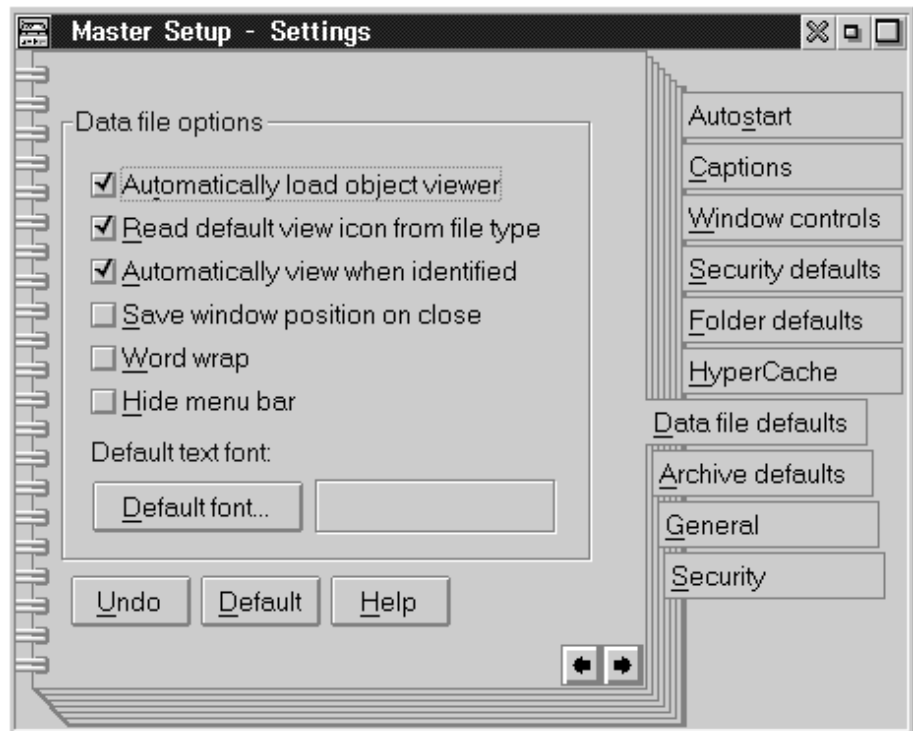 Master Setup - Settings
Data file options
Automatically load object viewer
Read default view icon from file type
Automatically view when identified
Save window position on close
Word wrap
Hide menu bar
Default text font:
Default font...
Undo
Default
Help
Autostart
Captions
Window controls
Security defaults
Folder defaults
HyperCache
Data file defaults
Archive defaults
General
Security